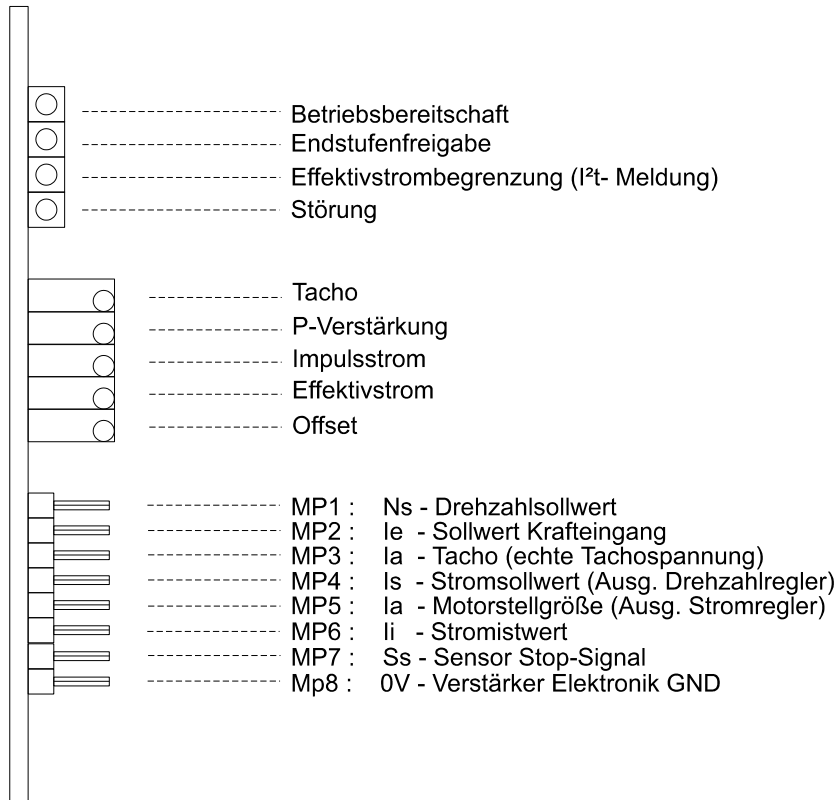 Betriebsbereitschaft
Endstufenfreigabe
Effektivstrombegrenzung (I²t- Meldung)
Störung
Tacho
P-Verstärkung
Impulsstrom
Effektivstrom
Offset
MP1 : Ns - Drehzahlsollwert
MP2 : Ie - Sollwert Krafteingang
MP3 : Ia - Tacho (echte Tachospannung)
MP4 : Is - Stromsollwert (Ausg. Drehzahlregler)
MP5 : Ia - Motorstellgröße (Ausg. Stromregler)
MP6 : Ii - Stromistwert
MP7 : Ss - Sensor Stop-Signal
Mp8 : 0V - Verstärker Elektronik GND